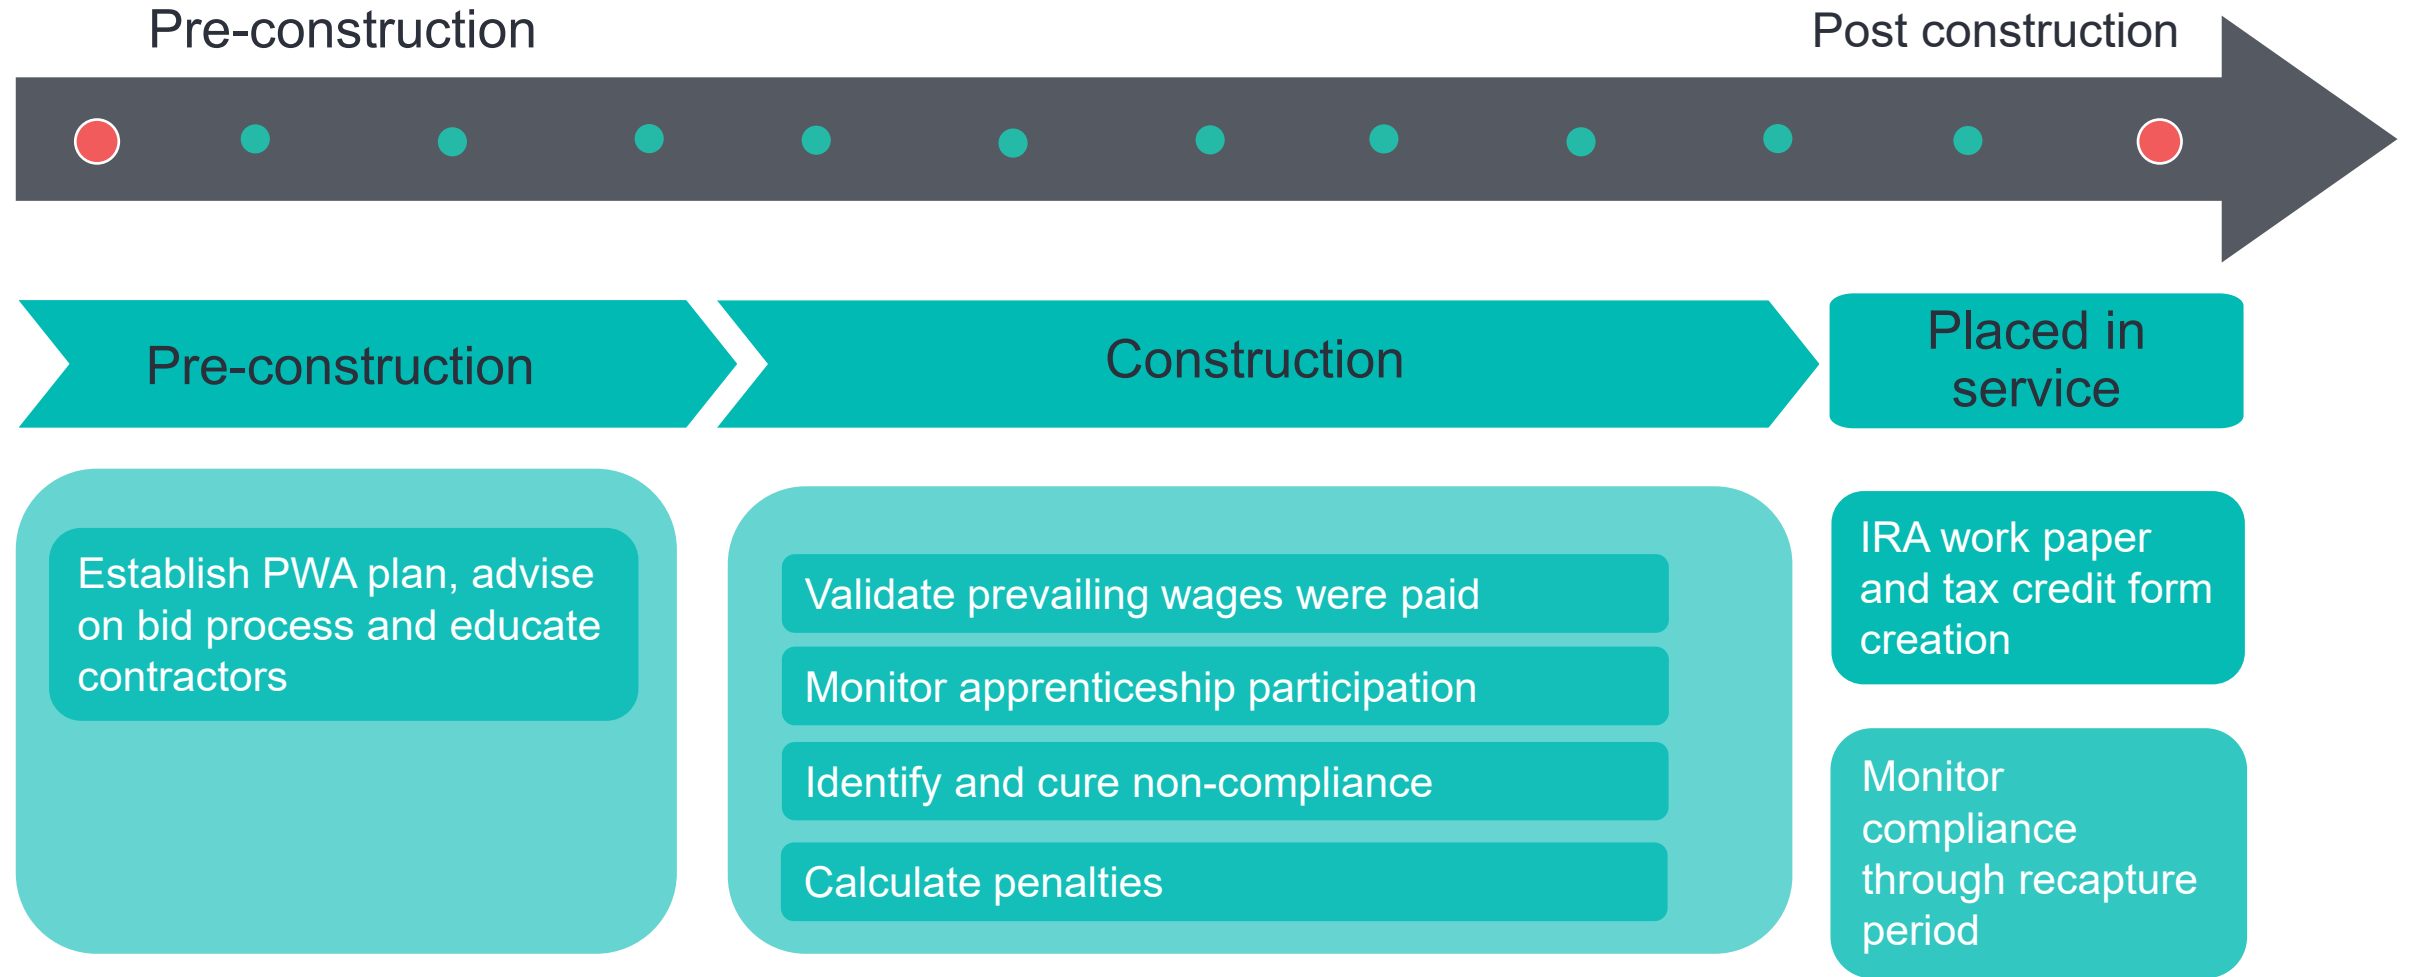 Pre-construction
Post construction
Pre-construction
Construction
Placed in
service
Establish PWA plan, advise
on bid process and educate
contractors
Validate prevailing wages were paid
Monitor apprenticeship participation
Identify and cure non-compliance
Calculate penalties
IRA work paper
and tax credit form
creation
Monitor
compliance
through recapture
period